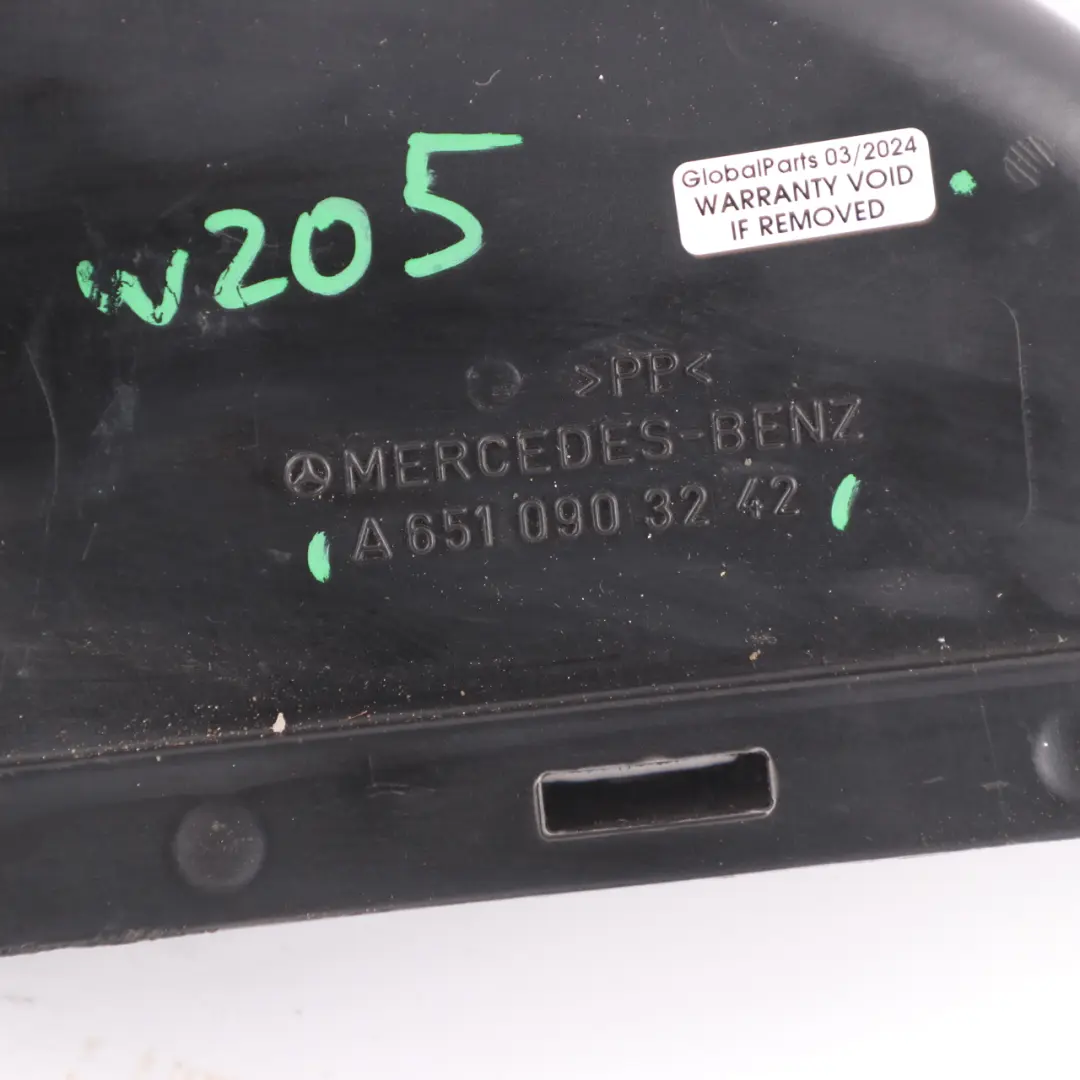 w205
GlobalParts 03/2024
WARRANTY VOID
IF REMOVED
>PP<
MERCEDES-BENZ
A 651 090 32 42